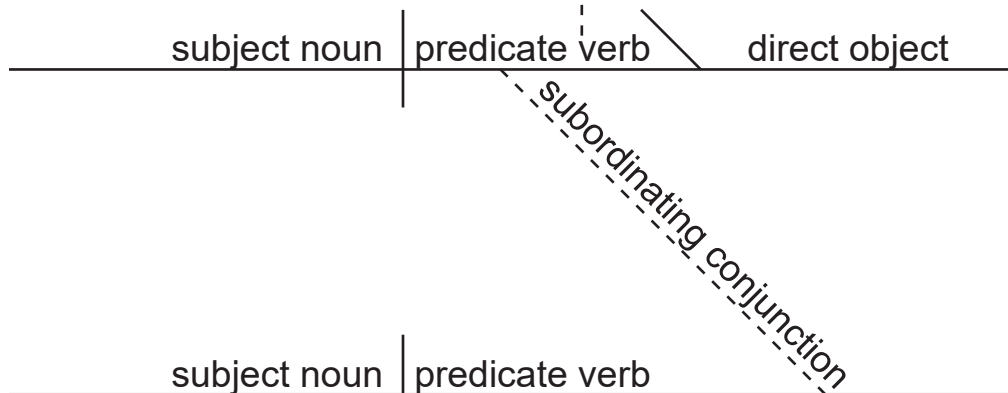 subject noun predicate verb direct object
subordinating conjunction
subject noun predicate verb